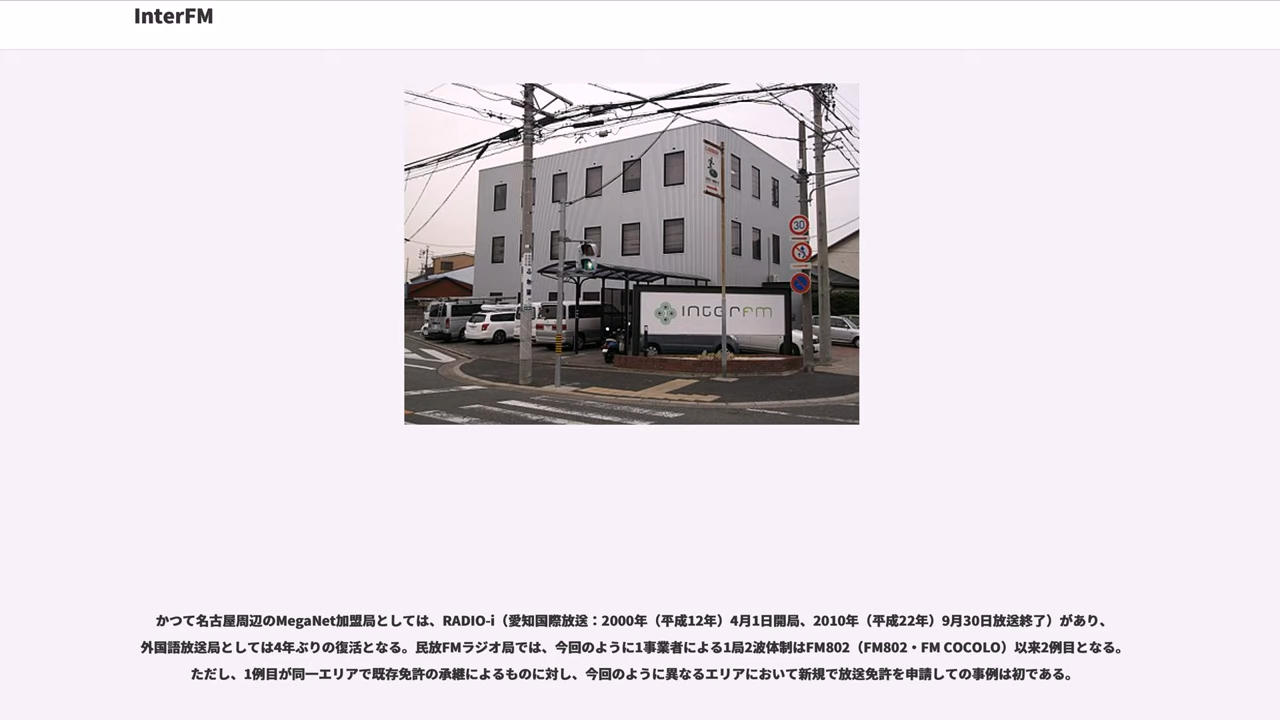 InterFM
30
InterFM
かつて名古屋周辺のMegaNet加盟局としては、RADIO-i（愛知国際放送：2000年（平成12年）4月1日開局、2010年（平成22年）9月30日放送終了）があり、
外国語放送局としては4年ぶりの復活となる。民放FMラジオ局では、今回のように1事業者による1局2波体制はFM802（FM802・FM COCOLO）以来2例目となる。
ただし、1例目が同一エリアで既存免許の承継によるものに対し、今回のように異なるエリアにおいて新規で放送免許を申請しての事例は初である。